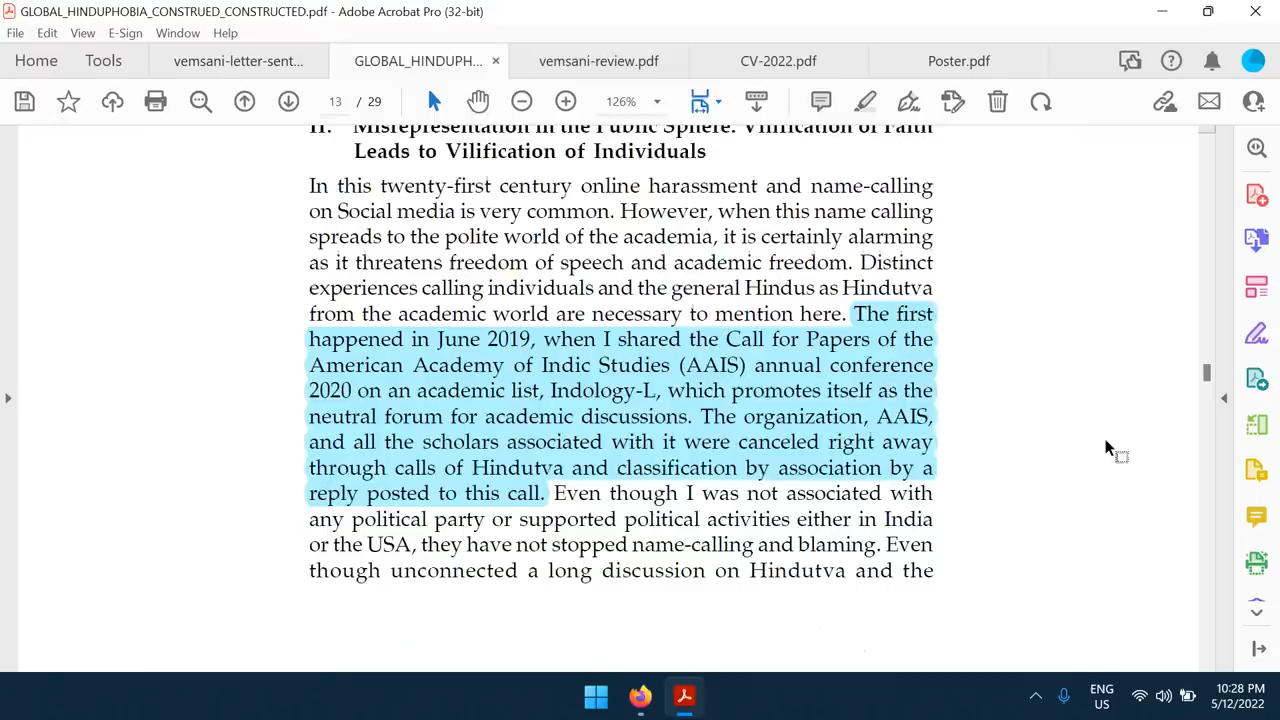 GLOBAL_HINDUPHOBIA_CONSTRUED_CONSTRUCTED.pdf - Adobe Acrobat Pro (32-bit)
File Edit View E-Sign Window Help
Home Tools vemsani-letter-sent... GLOBAL_HINDUPH... vemsani-review.pdf CV-2022.pdf Poster.pdf
13 / 29 126%
II. Misrepresentation in the Public Sphere: Vilification of Faith
Leads to Vilification of Individuals
In this twenty-first century online harassment and name-calling
on Social media is very common. However, when this name calling
spreads to the polite world of the academia, it is certainly alarming
as it threatens freedom of speech and academic freedom. Distinct
experiences calling individuals and the general Hindus as Hindutva
from the academic world are necessary to mention here. The first
happened in June 2019, when I shared the Call for Papers of the
American Academy of Indic Studies (AAIS) annual conference
2020 on an academic list, Indology-L, which promotes itself as the
neutral forum for academic discussions. The organization, AAIS,
and all the scholars associated with it were canceled right away
through calls of Hindutva and classification by association by a
reply posted to this call. Even though I was not associated with
any political party or supported political activities either in India
or the USA, they have not stopped name-calling and blaming. Even
though unconnected a long discussion on Hindutva and the
ENG
US
10:28 PM
5/12/2022